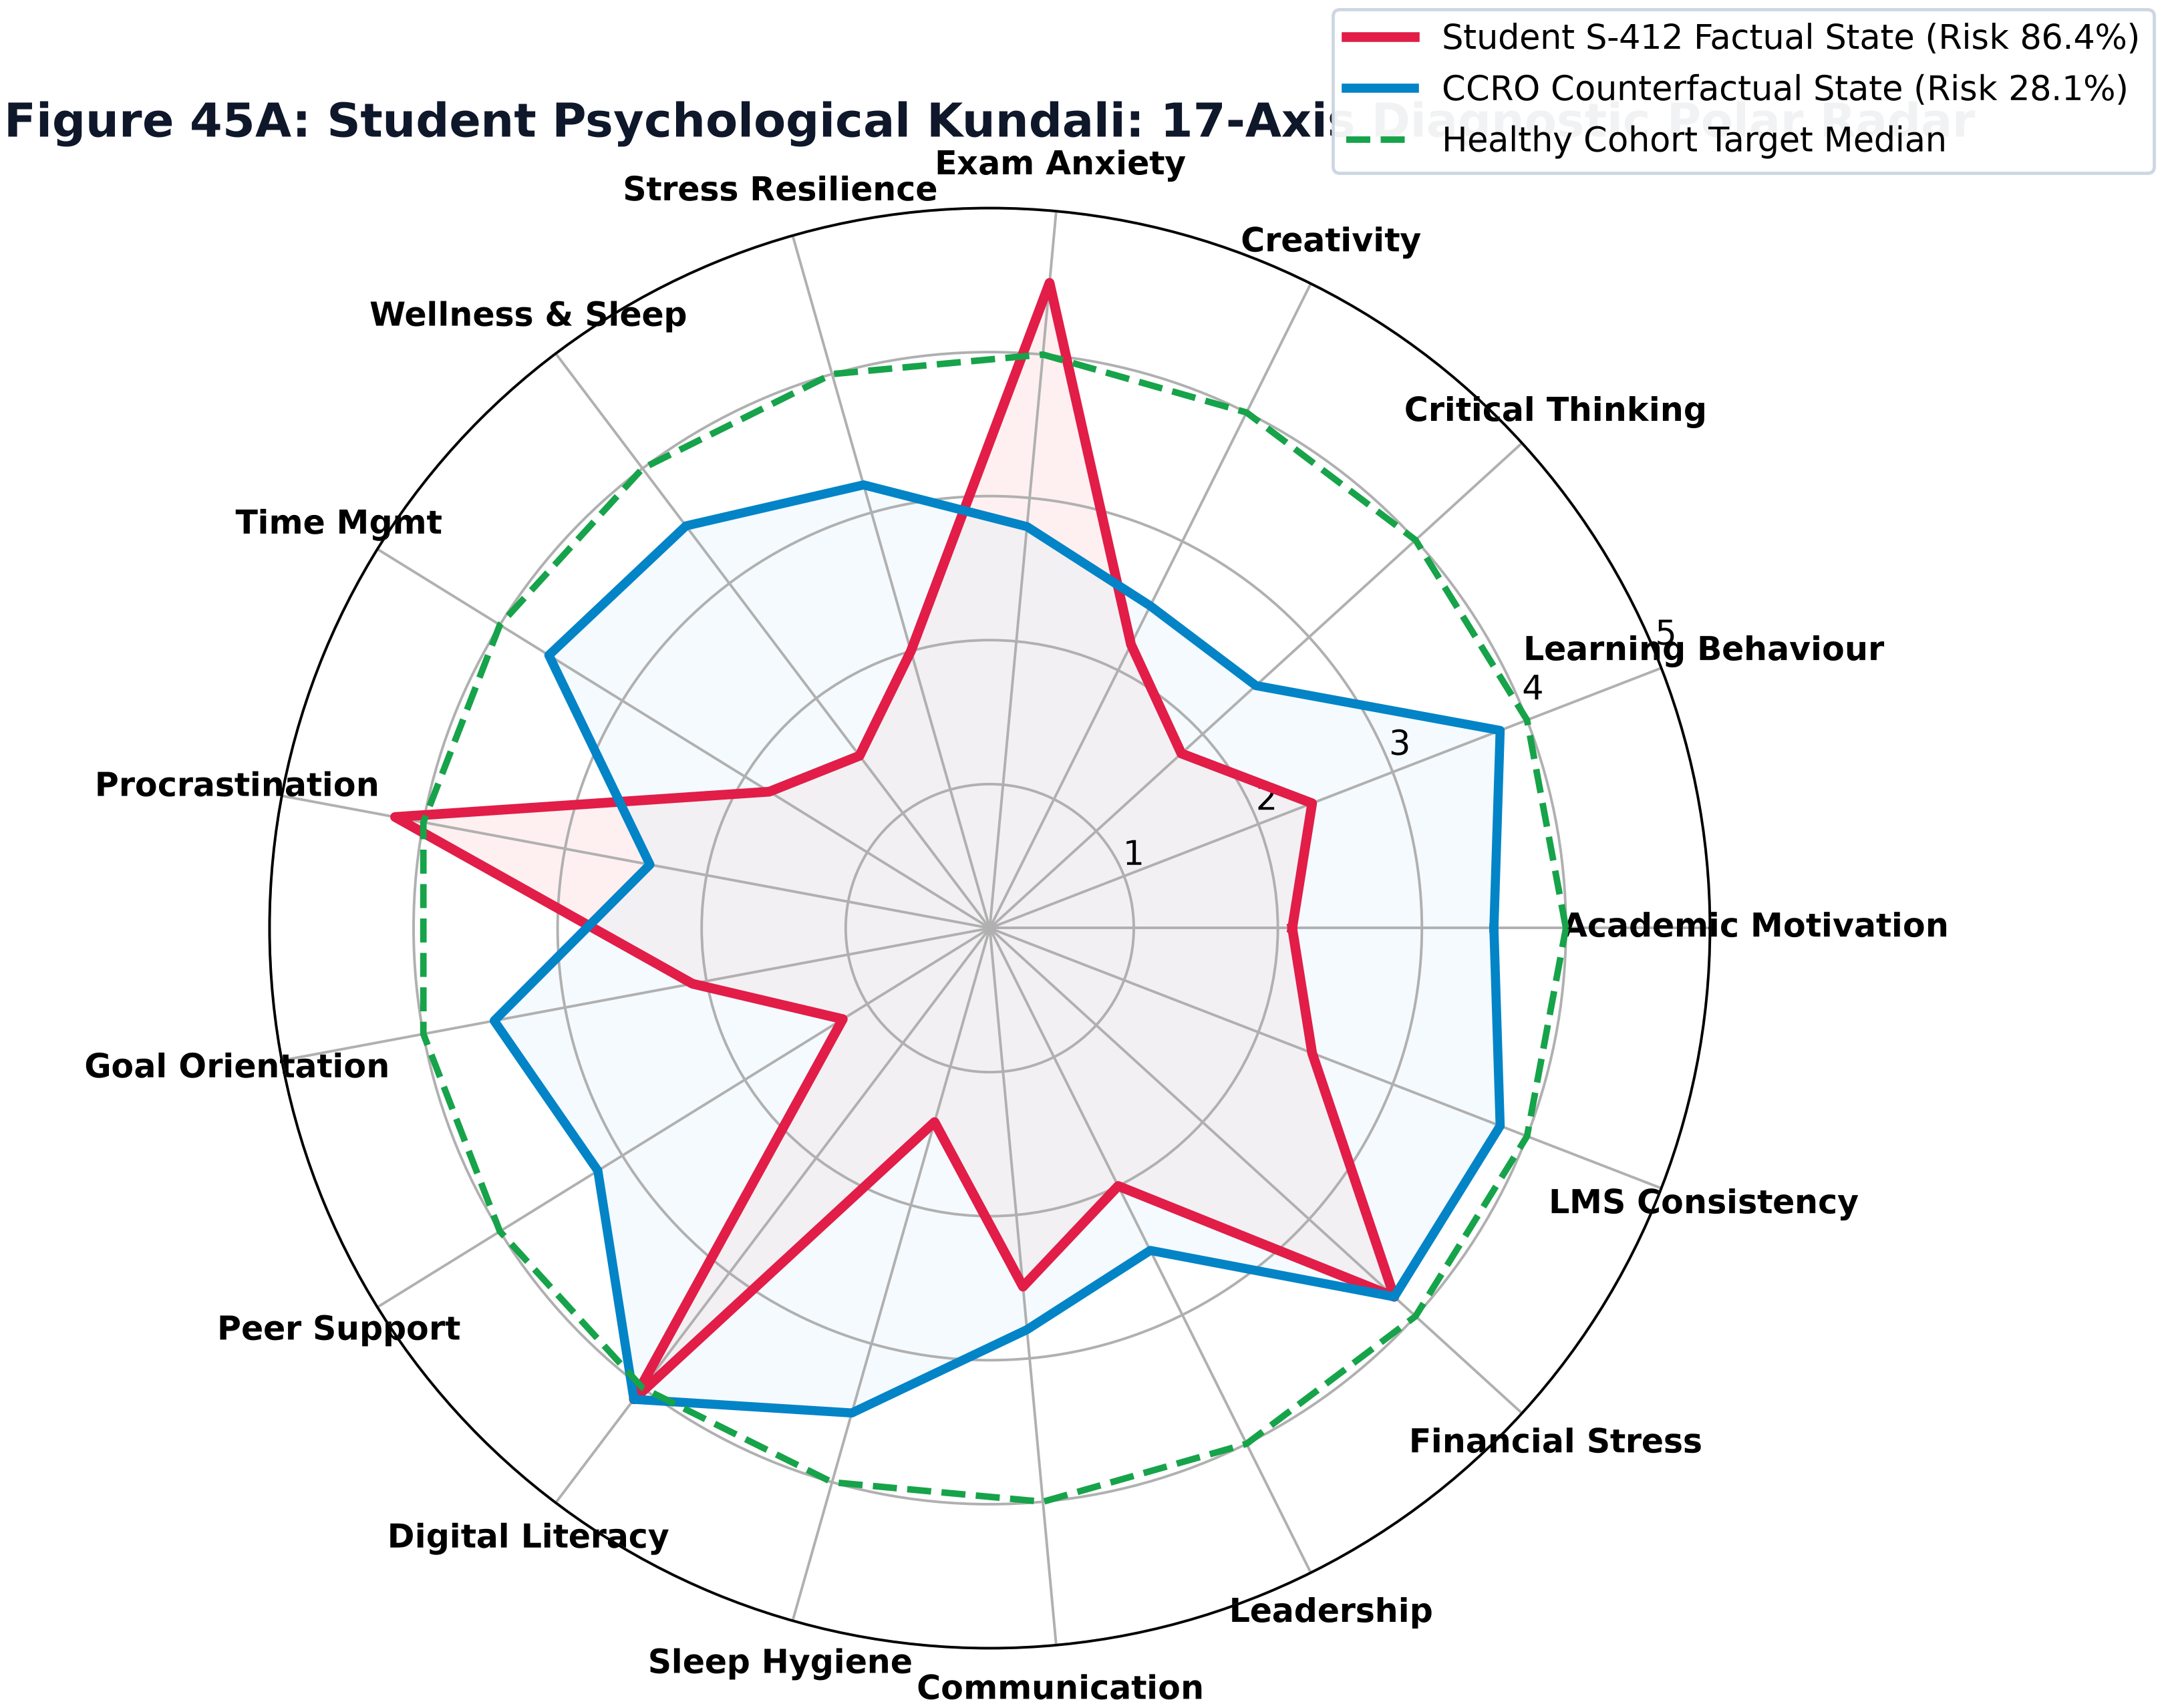 Student S-412 Factual State (Risk 86.4%)
CCRO Counterfactual State (Risk 28.1%)
Healthy Cohort Target Median
Figure 45A: Student Psychological Kundali: 17-Axis Diagnostic Polar Radar
Exam Anxiety
Stress Resilience
Creativity
Wellness & Sleep
Critical Thinking
Time Mgmt
5
Learning Behaviour
4
3
Procrastination
2
1
Academic Motivation
Goal Orientation
LMS Consistency
Peer Support
Financial Stress
Digital Literacy
Leadership
Sleep Hygiene
Communication